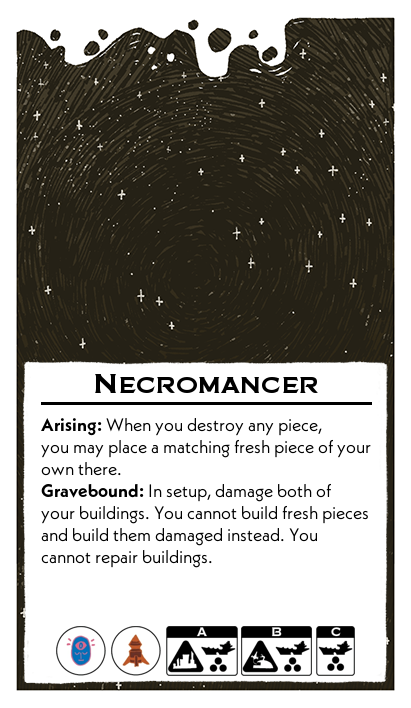 NECROMANCER
Arising: When you destroy any piece,
you may place a matching fresh piece of your
own there.
Gravebound: In setup, damage both of
your buildings. You cannot build fresh pieces
and build them damaged instead. You
cannot repair buildings.
A B C